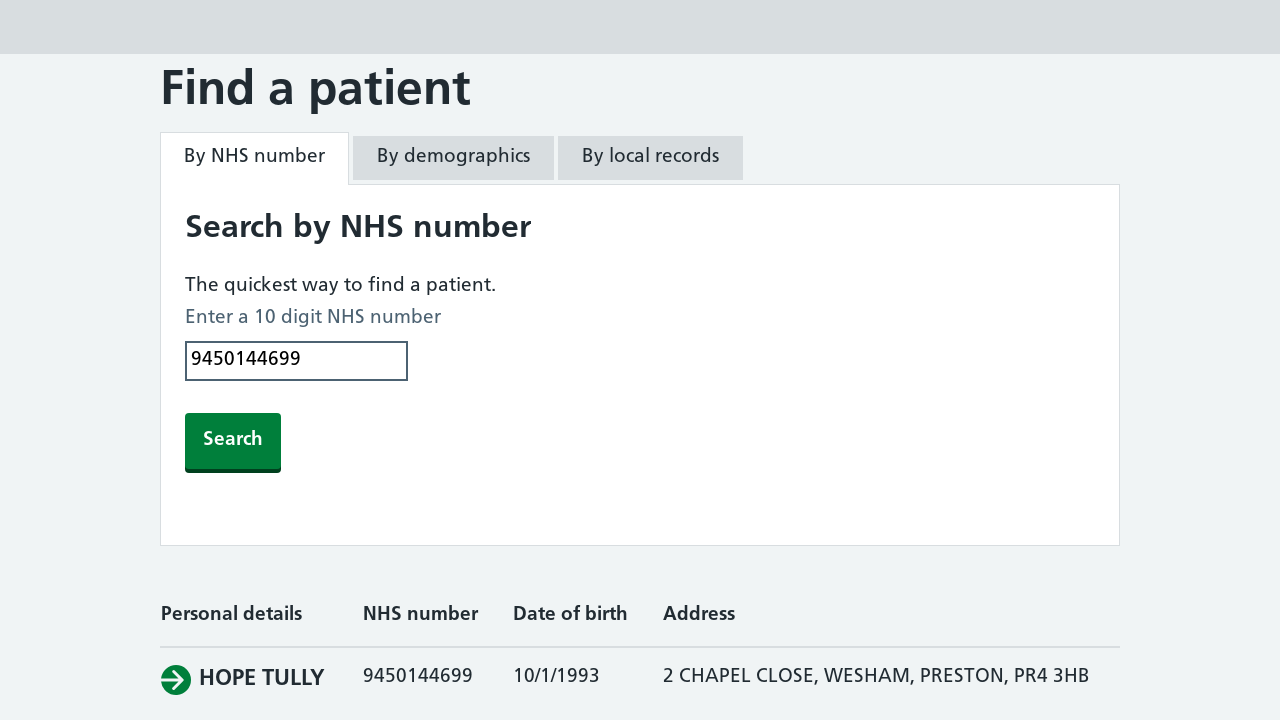 Find a patient
By NHS number
By demographics
By local records
Search by NHS number
The quickest way to find a patient.
Enter a 10 digit NHS number
9450144699
Search
Personal details NHS number Date of birth Address
HOPE TULLY 9450144699 10/1/1993 2 CHAPEL CLOSE, WESHAM, PRESTON, PR4 3HB